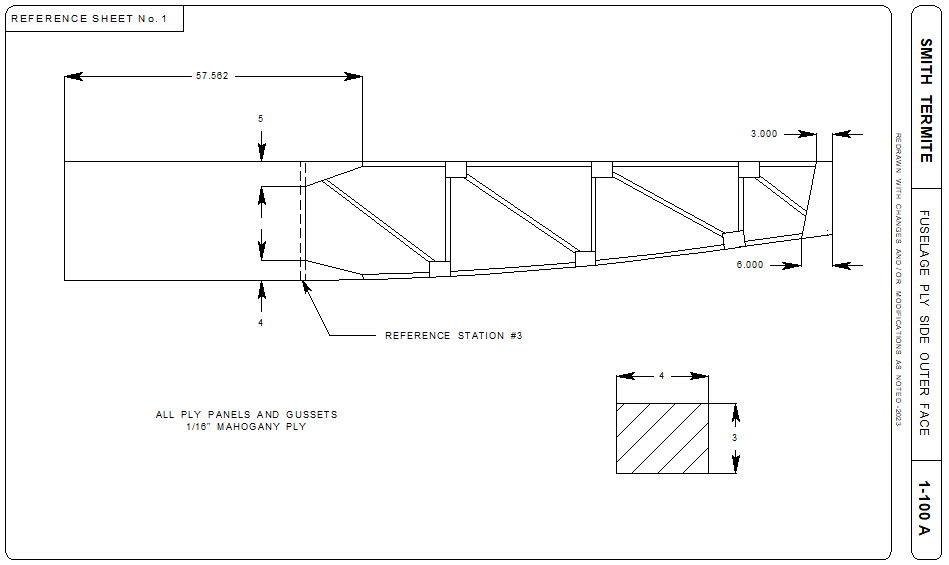 REFERENCE SHEET No. 1
57.562
5
3.000
4
6.000
REFERENCE STATION #3
ALL PLY PANELS AND GUSSETS
1/16" MAHOGANY PLY
4
3
REDRAWN WITH CHANGES AND/OR MODIFICATIONS AS NOTED -2023
SMITH TERMITE
FUSELAGE PLY SIDE OUTER FACE
1-100 A